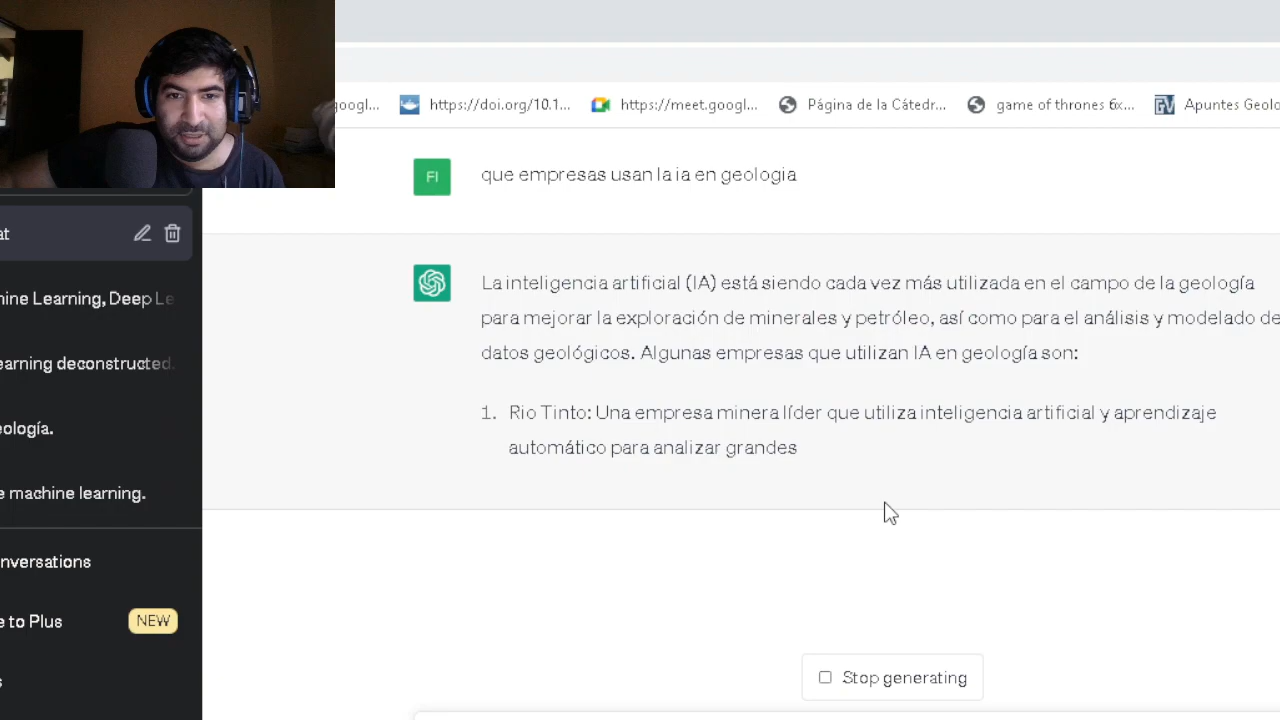 googl...
https://doi.org/10.1...
https://meet.googl...
Página de la Cátedr...
game of thrones 6x...
GV
Apuntes Geolo
FI
que empresas usan la ia en geologia
at
La inteligencia artificial (IA) está siendo cada vez más utilizada en el campo de la geología
para mejorar la exploración de minerales y petróleo, así como para el análisis y modelado de
datos geológicos. Algunas empresas que utilizan IA en geología son:
1. Rio Tinto: Una empresa minera líder que utiliza inteligencia artificial y aprendizaje
automático para analizar grandes
ine Learning, Deep Le
earning deconstructed.
eología.
e machine learning.
nversations
e to Plus
NEW
s
Stop generating